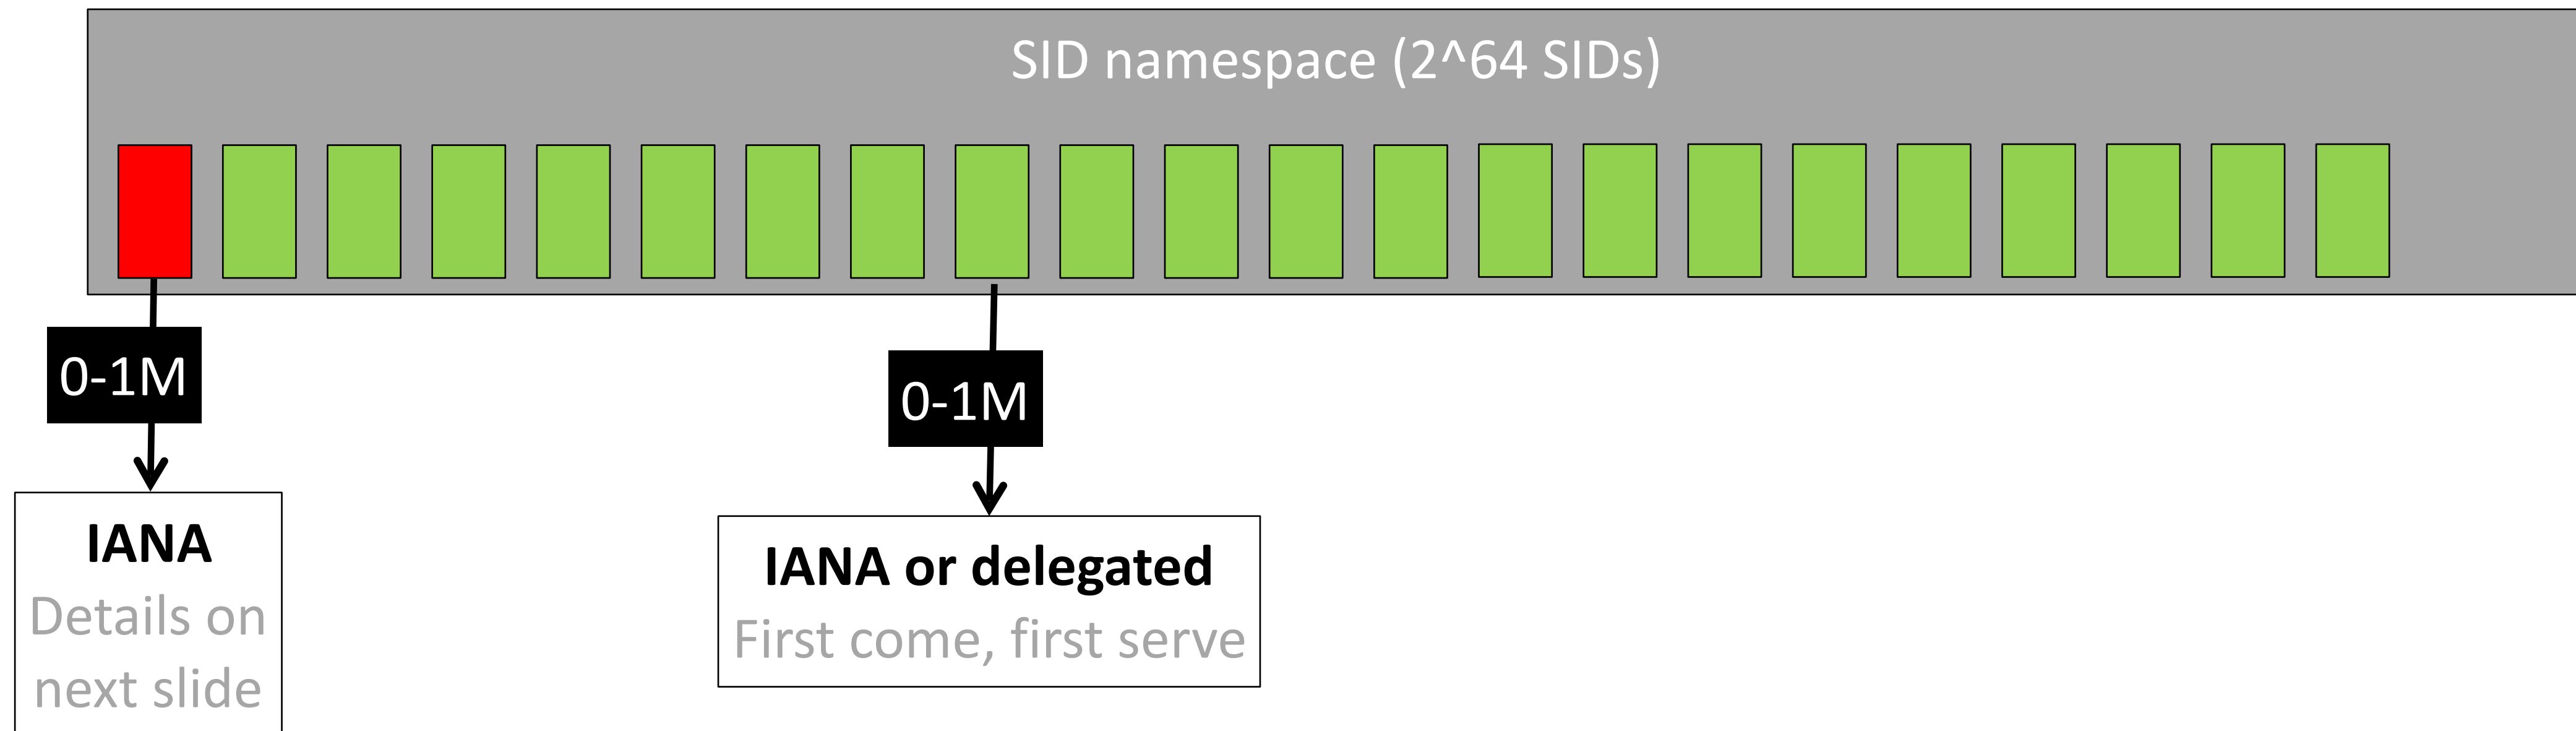 SID namespace (2^64 SIDs)
0-1M
0-1M
IANA
Details on
next slide
IANA or delegated
First come, first serve